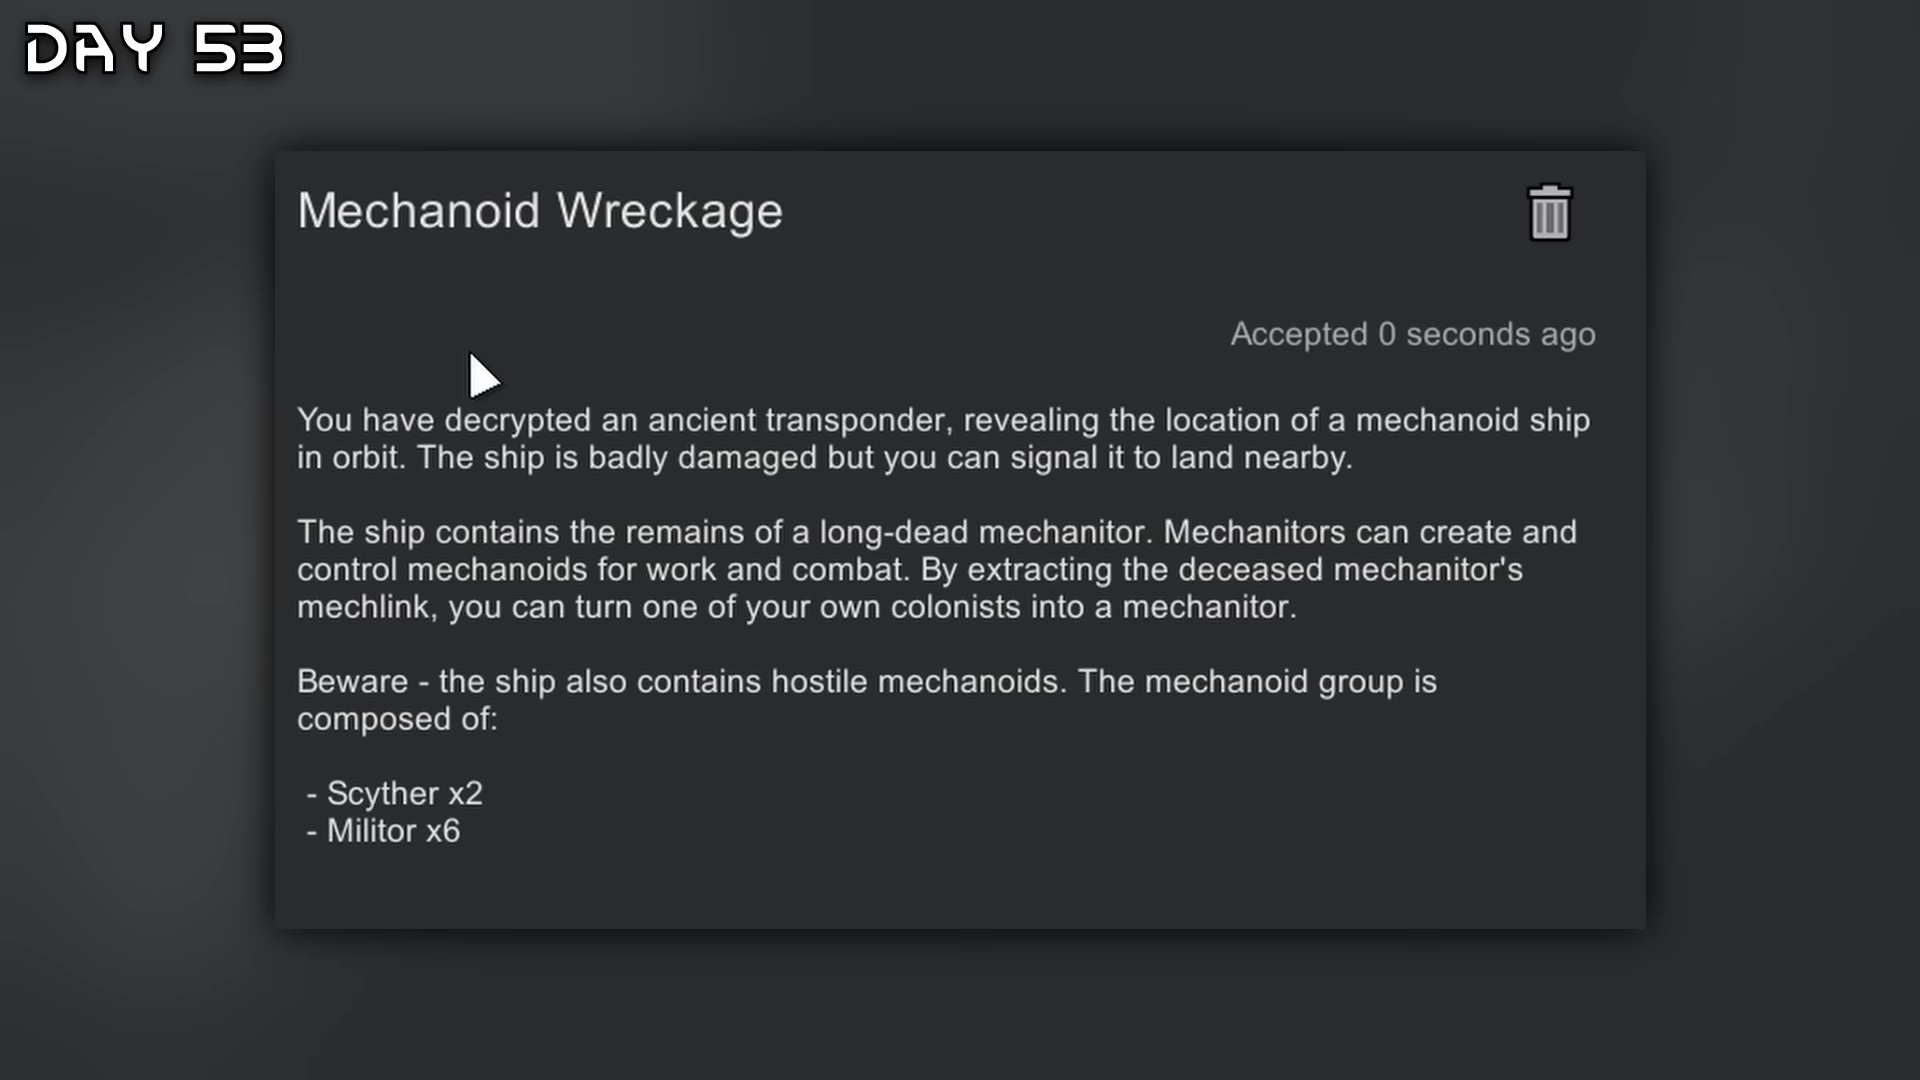 DAY 53
Mechanoid Wreckage
Accepted 0 seconds ago
You have decrypted an ancient transponder, revealing the location of a mechanoid ship
in orbit. The ship is badly damaged but you can signal it to land nearby.
The ship contains the remains of a long-dead mechanitor. Mechanitors can create and
control mechanoids for work and combat. By extracting the deceased mechanitor's
mechlink, you can turn one of your own colonists into a mechanitor.
Beware - the ship also contains hostile mechanoids. The mechanoid group is
composed of:
- Scyther x2
- Militor x6